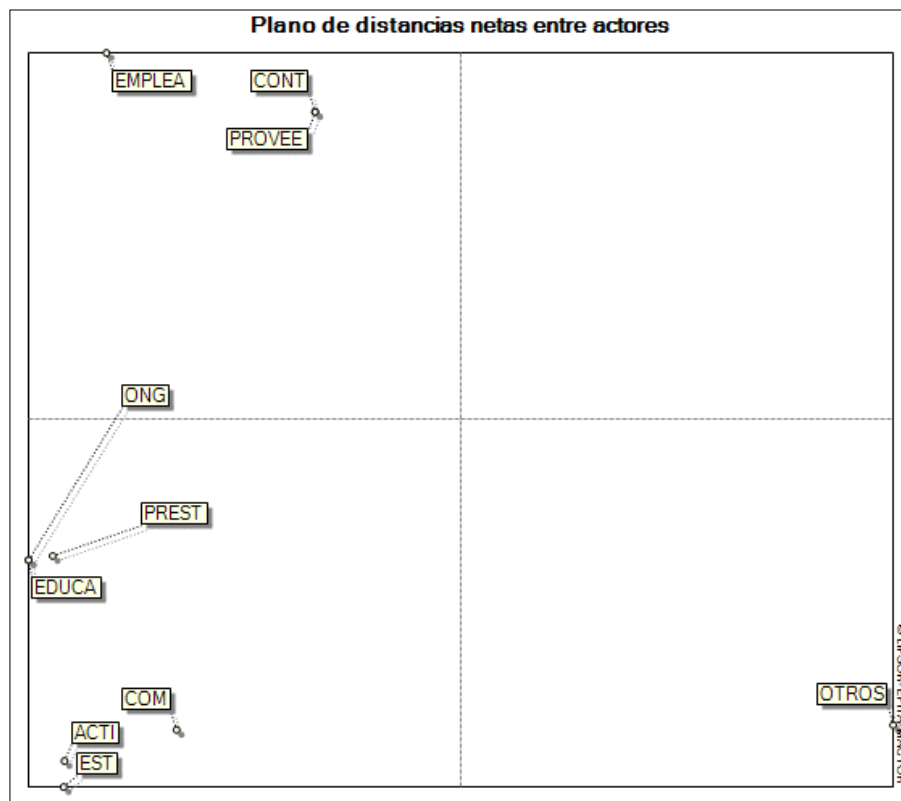 Plano de distancias netas entre actores
EMPLEA
CONT
PROVEE
ONG
PREST
EDUCA
COM
OTROS
ACTI
EST